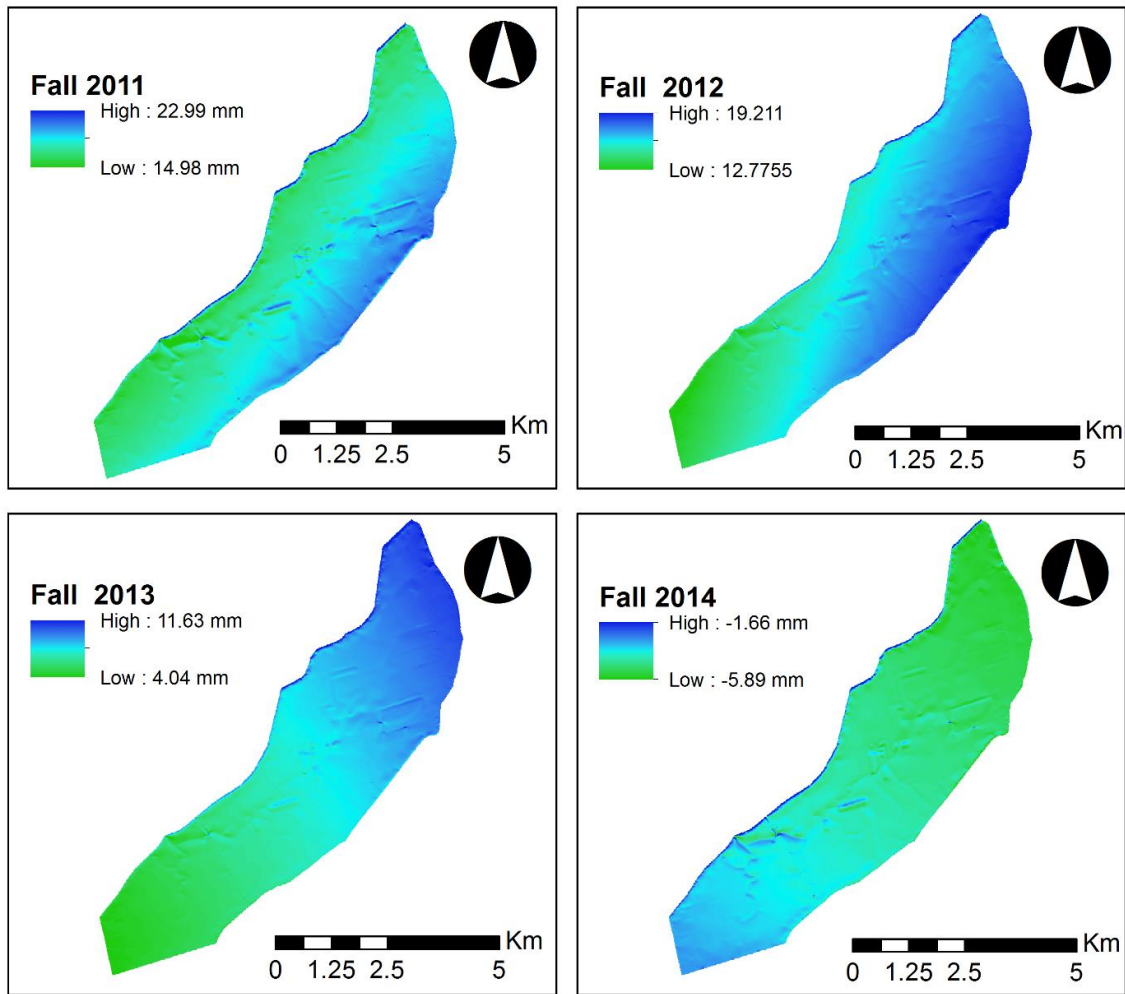 Fall 2011
High : 22.99 mm
Low : 14.98 mm
Km
0 1.25 2.5 5
Fall 2012
High : 19.211
Low : 12.7755
Km
0 1.25 2.5 5
Fall 2013
High : 11.63 mm
Low : 4.04 mm
Km
0 1.25 2.5 5
Fall 2014
High : -1.66 mm
Low : -5.89 mm
Km
0 1.25 2.5 5